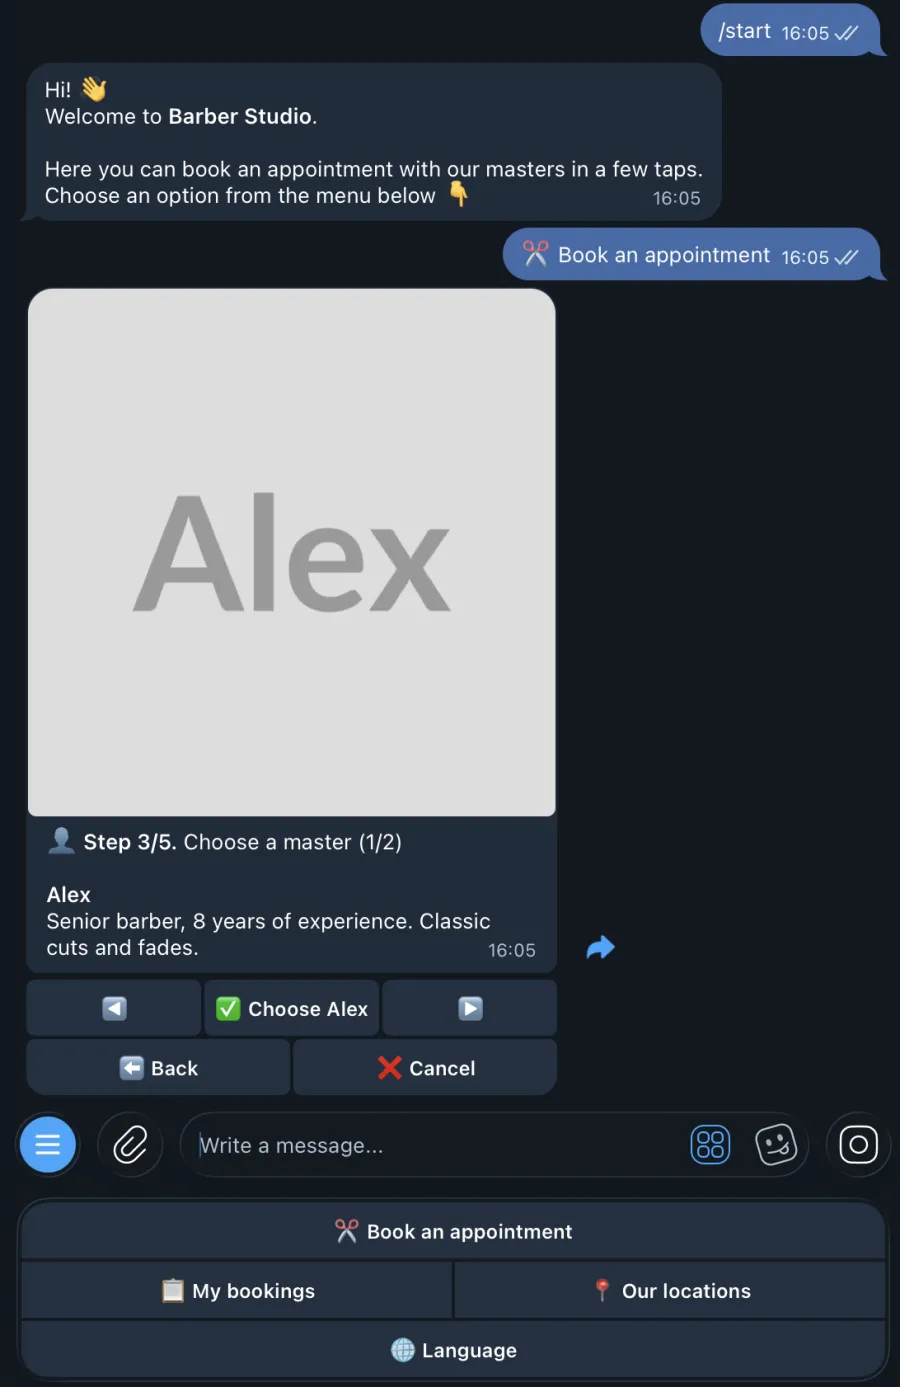 /start 16:05
Hi! 👋
Welcome to Barber Studio.
Here you can book an appointment with our masters in a few taps.
Choose an option from the menu below 👇 16:05
✂️ Book an appointment 16:05
Alex
👤 Step 3/5. Choose a master (1/2)
Alex
Senior barber, 8 years of experience. Classic
cuts and fades. 16:05
◀️ ✅ Choose Alex ▶️
⬅️ Back ❌ Cancel
Write a message...
✂️ Book an appointment
📋 My bookings 📍 Our locations
🌐 Language